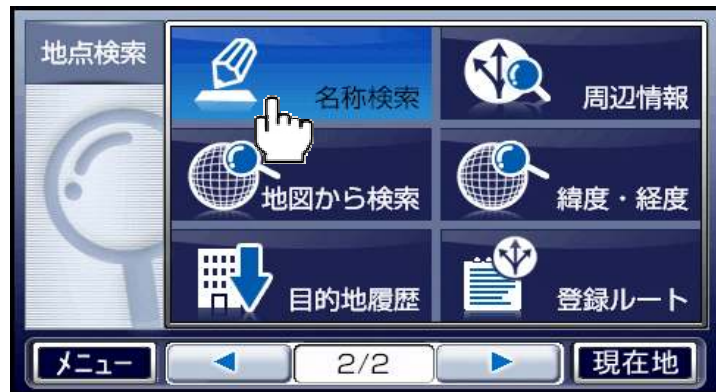 地点検索
名称検索
周辺情報
地図から検索
緯度・経度
目的地履歴
登録ルート
メニュー
2/2
現在地